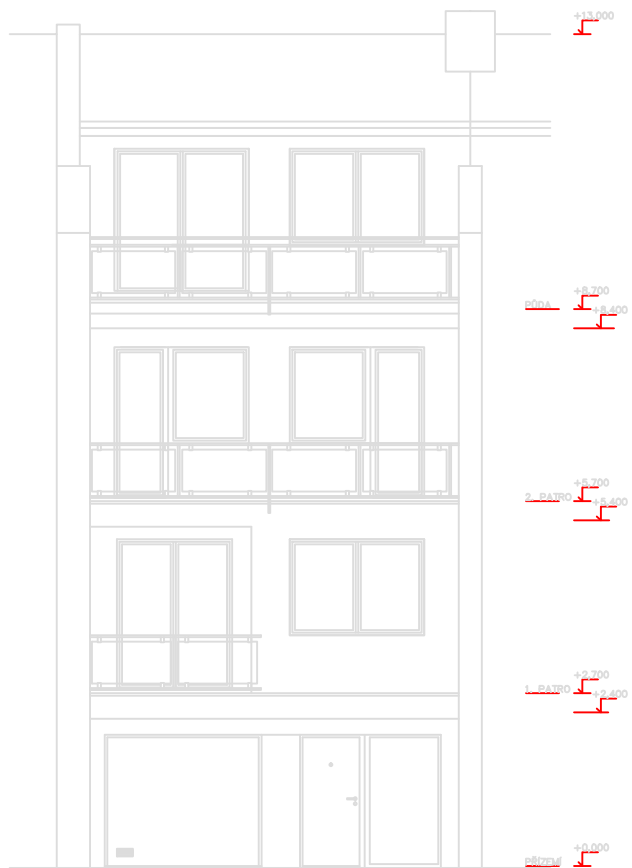 +13,000
+8,700
PŮDA
+8,400
+5,700
2. PATRO
+5,400
+2,700
1. PATRO
+2,400
+0,000
PŘÍZEMÍ